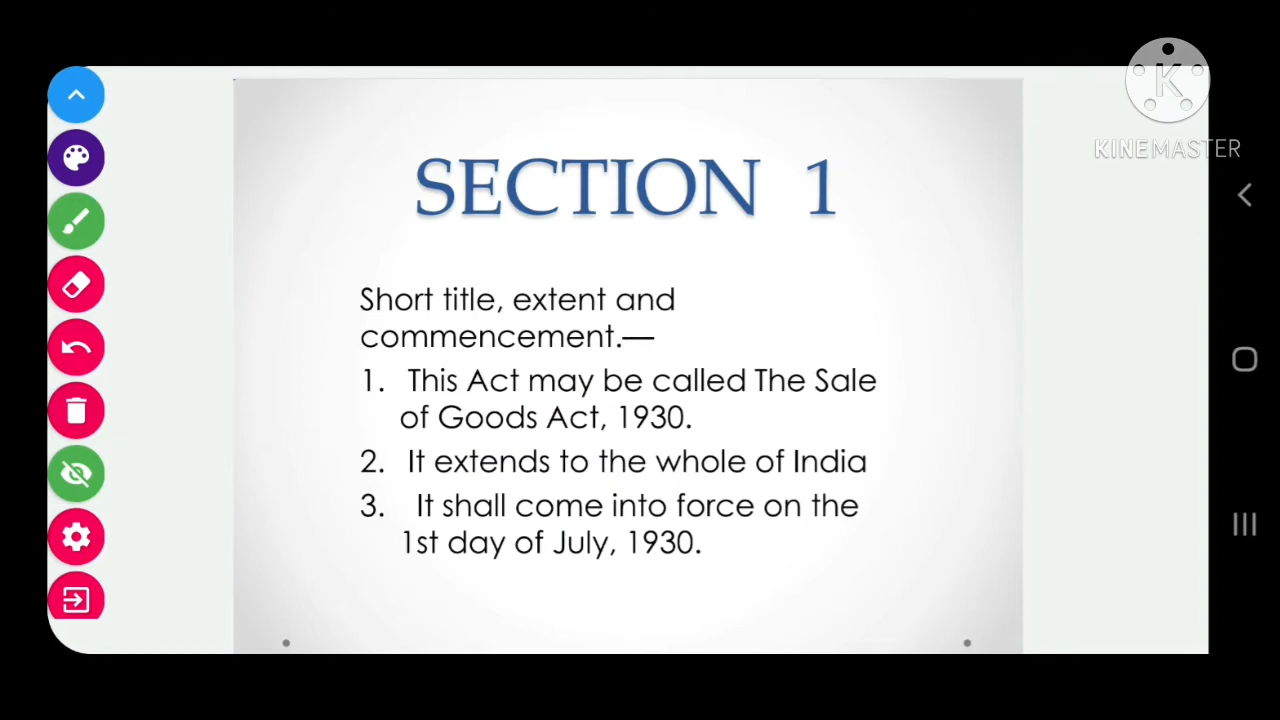 KINEMASTER
SECTION 1
Short title, extent and
commencement.—
1. This Act may be called The Sale
of Goods Act, 1930.
2. It extends to the whole of India
3. It shall come into force on the
1st day of July, 1930.